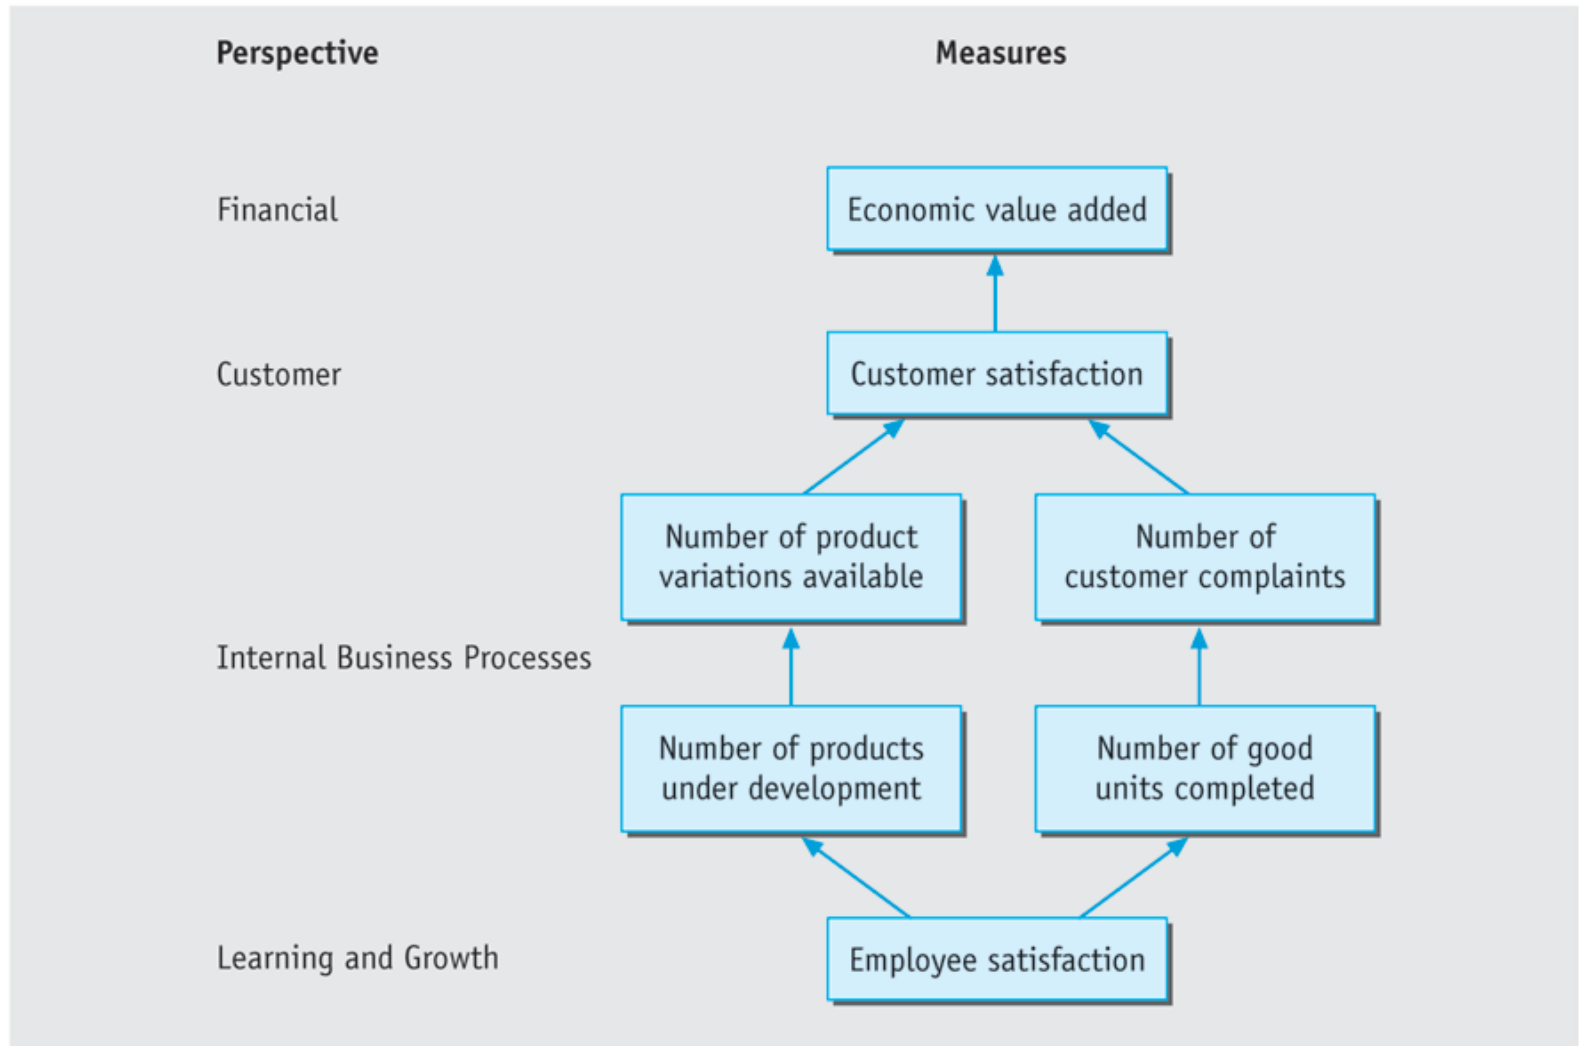 Perspective Measures
Financial Economic value added
Customer Customer satisfaction
Number of product
variations available
Number of
customer complaints
Internal Business Processes
Number of products
under development
Number of good
units completed
Learning and Growth Employee satisfaction